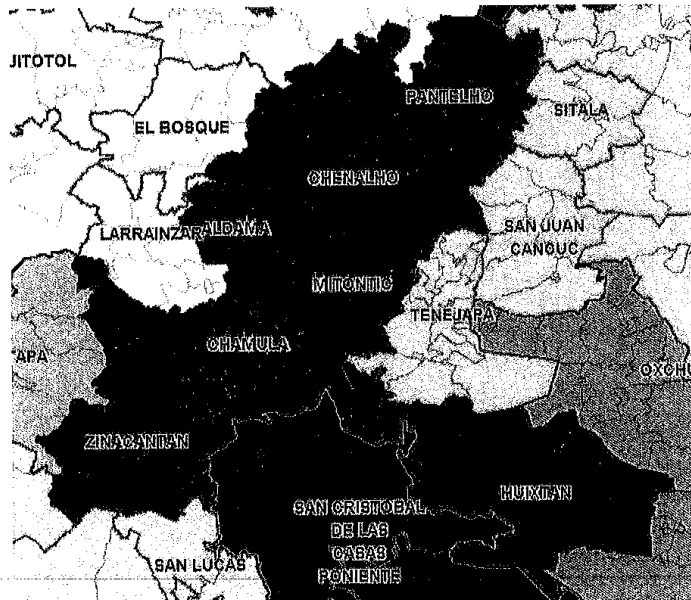 JITOTOL
PANTELHO
SITALA
EL BOSQUE
CHENALHO
LARRAINZAR
ALDAMA
SAN JUAN
CANCUC
MITONTIC
TENEJAPA
CHAMULA
APA
OXCHU
ZINACANTAN
HUIXTAN
SAN CRISTOBAL
DE LAS
CASAS
PONIENTE
SAN LUCAS